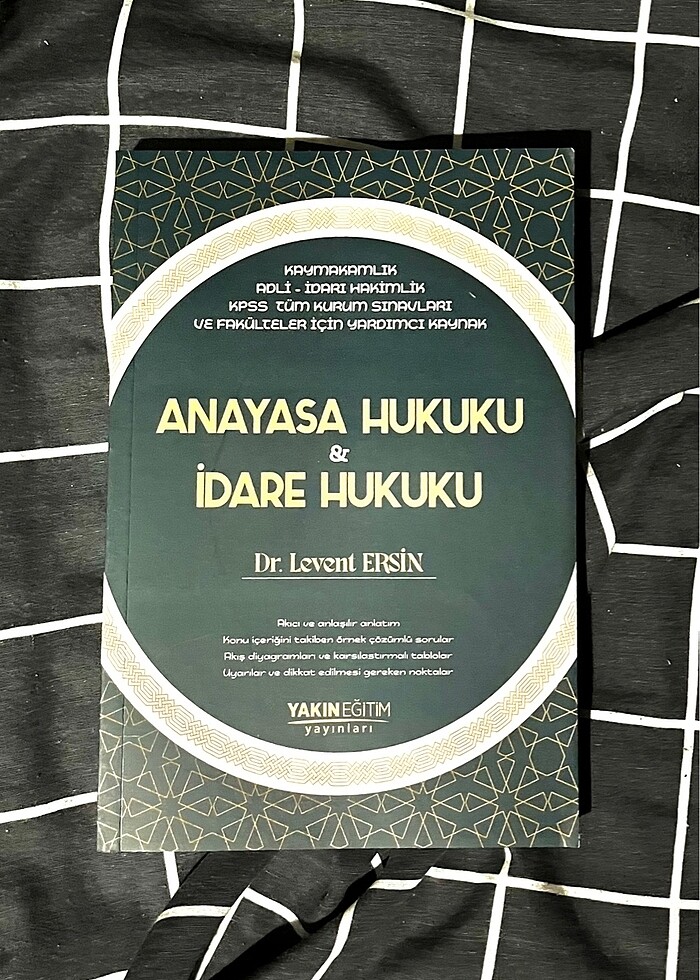 KAYMAKAMLIK
ADLİ - İDARİ HAKİMLİK
KPSS TÜM KURUM SINAVLARI
VE FAKÜLTELER İÇİN YARDIMCI KAYNAK
ANAYASA HUKUKU
&
İDARE HUKUKU
Dr. Levent ERSİN
Akıcı ve anlaşılır anlatım
Konu içeriğini takiben örnek çözümlü sorular
Akış diyagramları ve karşılaştırmalı tablolar
Uyarılar ve dikkat edilmesi gereken noktalar
YAKIN EĞİTİM
yayınları